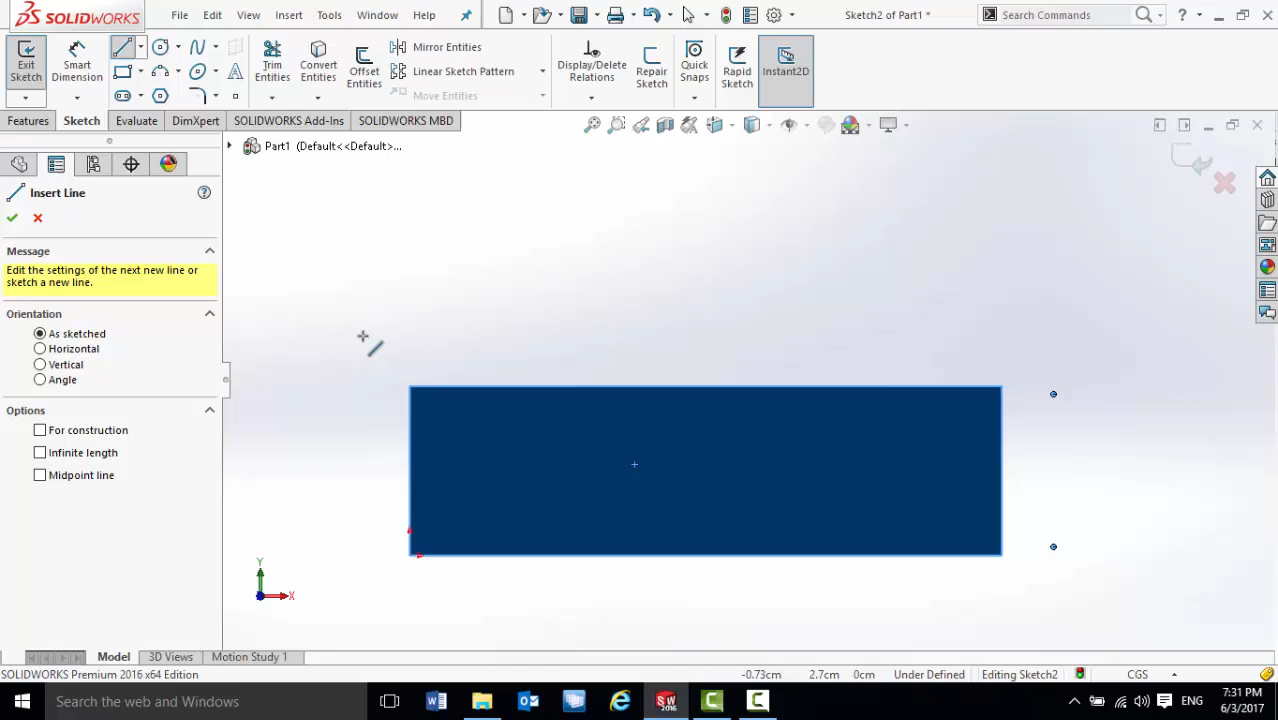 SOLIDWORKS File Edit View Insert Tools Window Help Sketch2 of Part1 * Search Commands ?
Exit Sketch
Smart Dimension
Trim Entities
Convert Entities
Offset Entities
Mirror Entities
Linear Sketch Pattern
Move Entities
Display/Delete Relations
Repair Sketch
Quick Snaps
Rapid Sketch
Instant2D
Features Sketch Evaluate DimXpert SOLIDWORKS Add-Ins SOLIDWORKS MBD
Part1 (Default<<Default>...
Insert Line ?
Message
Edit the settings of the next new line or
sketch a new line.
Orientation
As sketched
Horizontal
Vertical
Angle
Options
For construction
Infinite length
Midpoint line
Y
X
Model 3D Views Motion Study 1
SOLIDWORKS Premium 2016 x64 Edition -0.73cm 2.7cm 0cm Under Defined Editing Sketch2 CGS
Search the web and Windows ENG
7:31 PM
6/3/2017